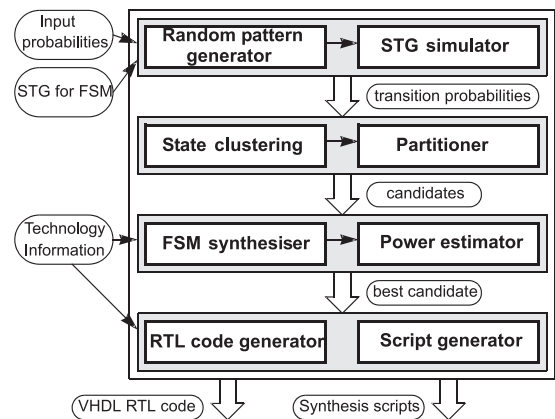 Input
probabilities
STG for FSM
Random pattern
generator
STG simulator
transition probabilities
State clustering
Partitioner
candidates
Technology
Information
FSM synthesiser
Power estimator
best candidate
RTL code generator
Script generator
VHDL RTL code
Synthesis scripts